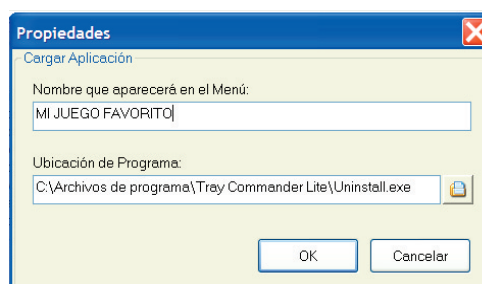 Propiedades
Cargar Aplicación
Nombre que aparecerá en el Menú:
MI JUEGO FAVORITO
Ubicación de Programa:
C:\Archivos de programa\Tray Commander Lite\Uninstall.exe
OK
Cancelar